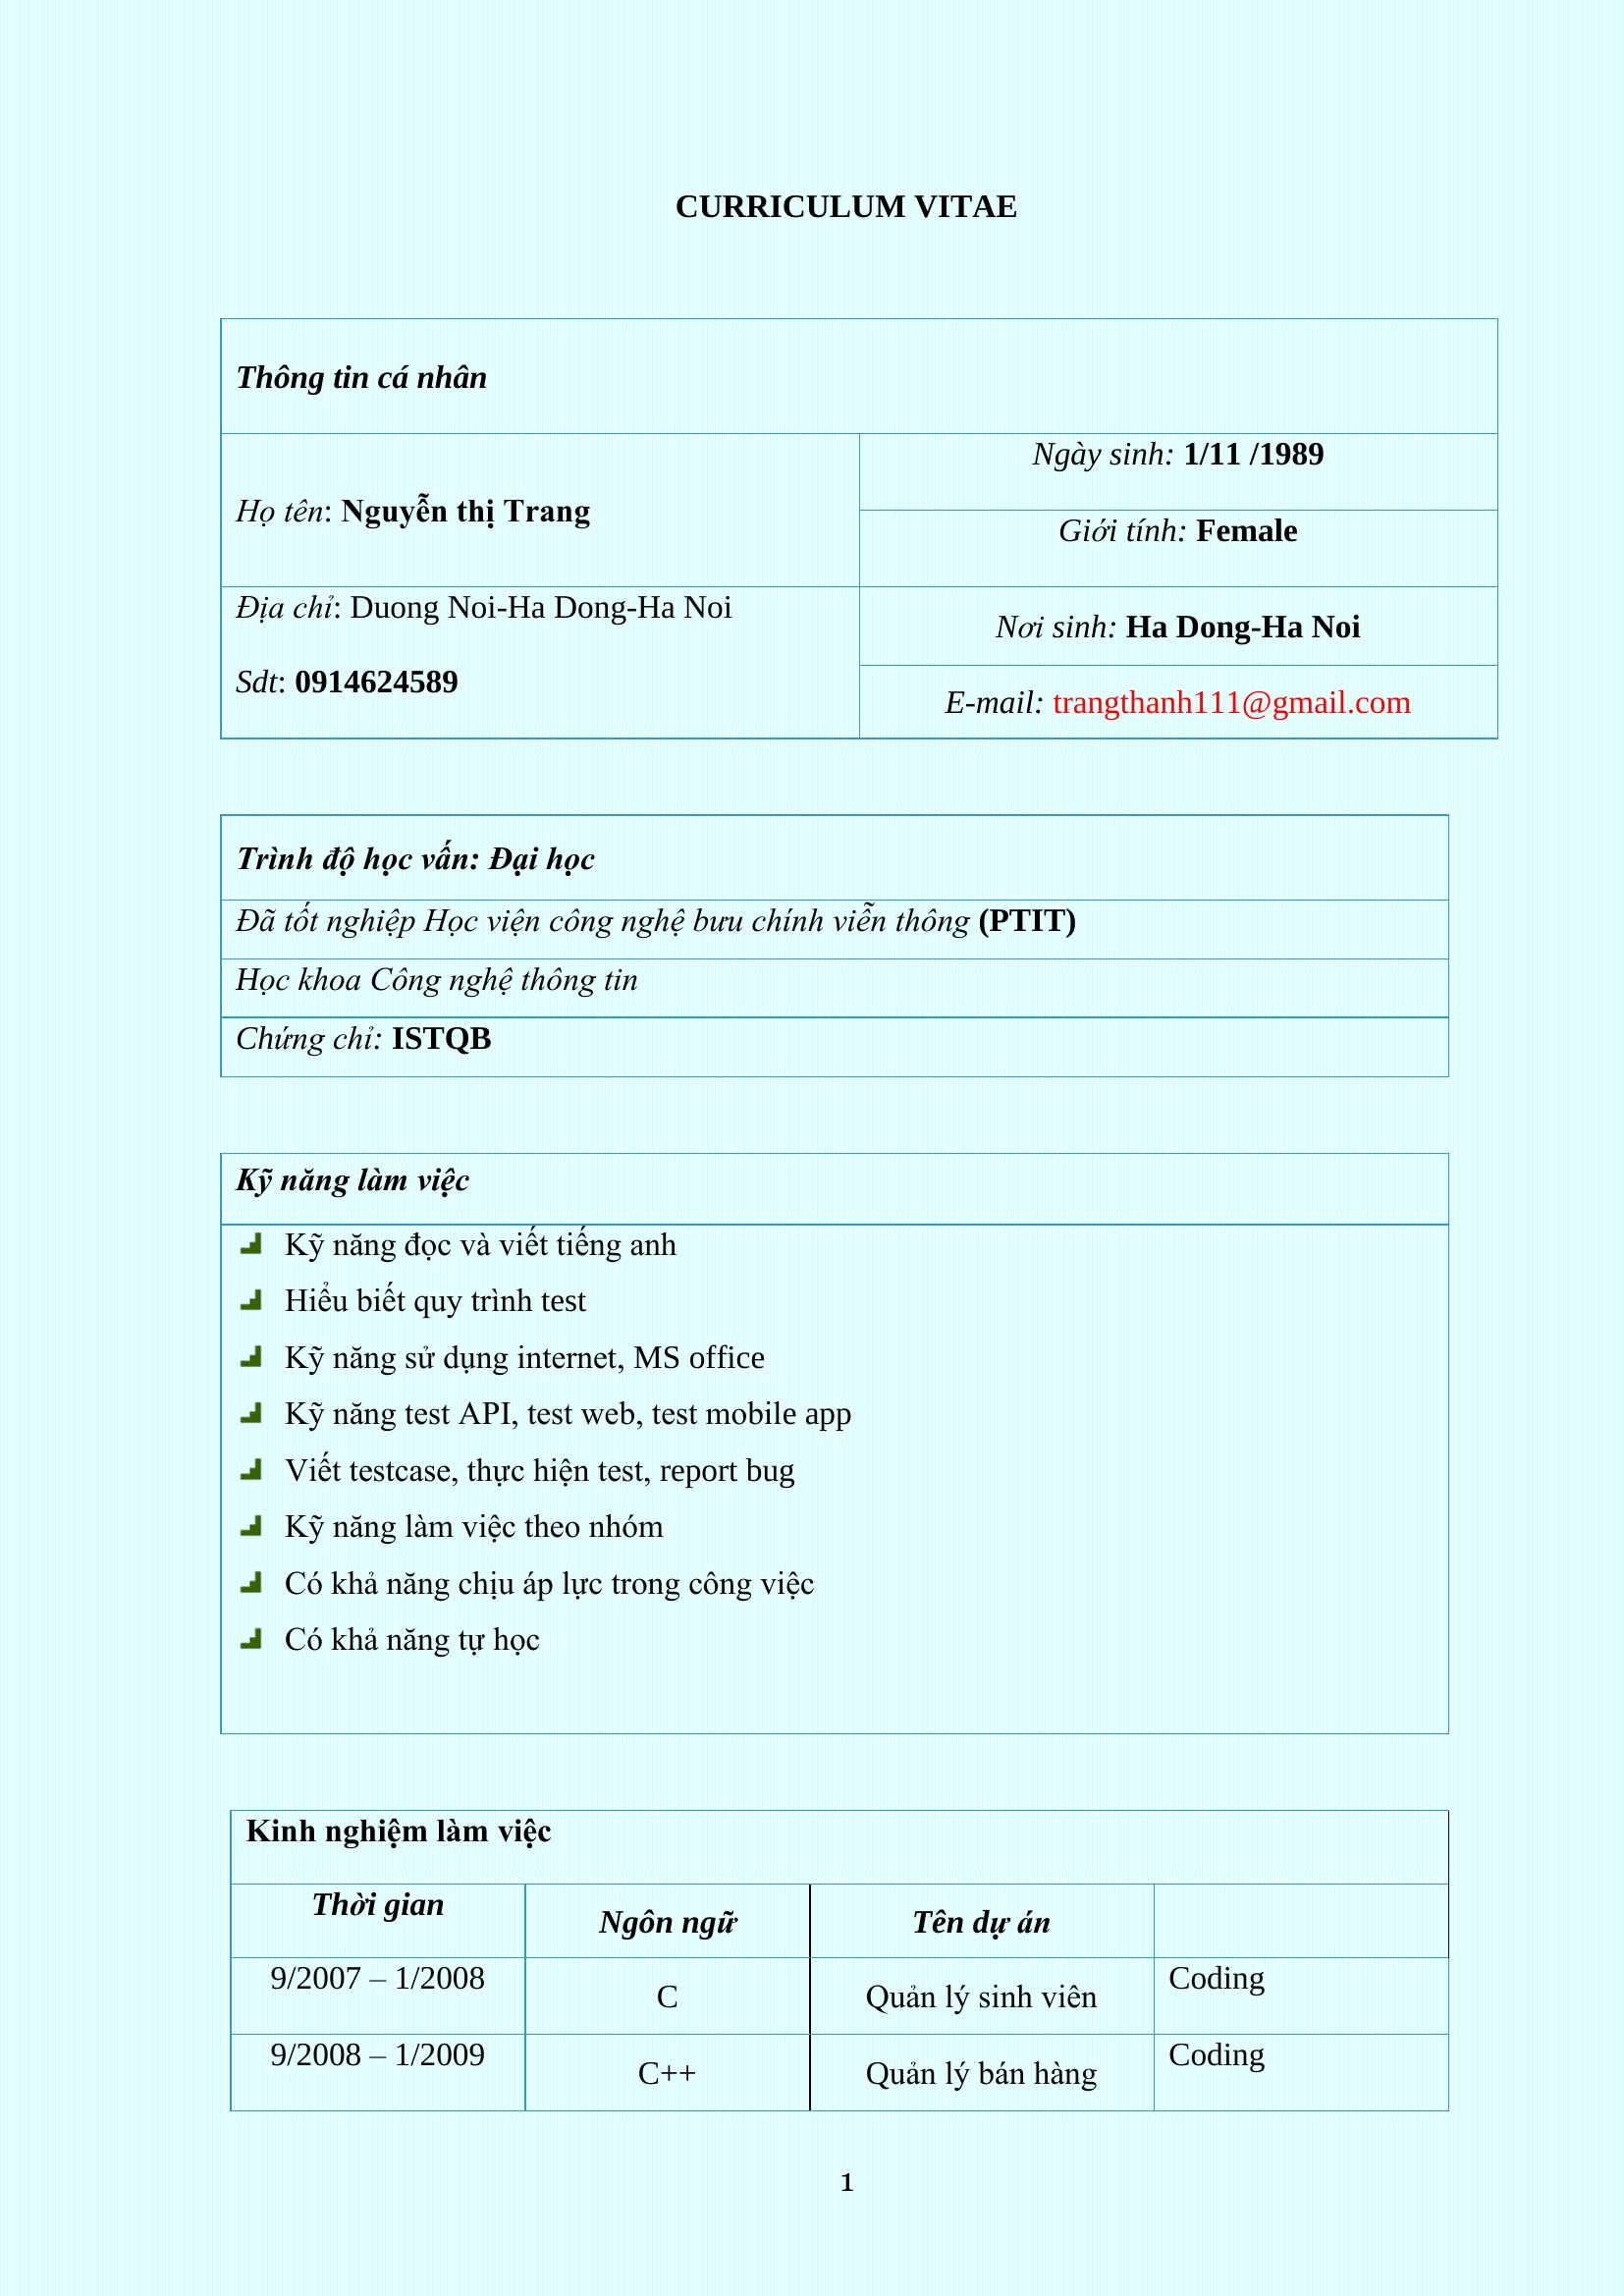 CURRICULUM VITAE
Thông tin cá nhân
Họ tên: Nguyễn thị Trang
Ngày sinh: 1/11 /1989
Giới tính: Female
Địa chỉ: Duong Noi-Ha Dong-Ha Noi
Sdt: 0914624589
Nơi sinh: Ha Dong-Ha Noi
E-mail: trangthanh111@gmail.com
Trình độ học vấn: Đại học
Đã tốt nghiệp Học viện công nghệ bưu chính viễn thông (PTIT)
Học khoa Công nghệ thông tin
Chứng chỉ: ISTQB
Kỹ năng làm việc
Kỹ năng đọc và viết tiếng anh
Hiểu biết quy trình test
Kỹ năng sử dụng internet, MS office
Kỹ năng test API, test web, test mobile app
Viết testcase, thực hiện test, report bug
Kỹ năng làm việc theo nhóm
Có khả năng chịu áp lực trong công việc
Có khả năng tự học
Kinh nghiệm làm việc
Thời gian Ngôn ngữ Tên dự án
9/2007 – 1/2008 C Quản lý sinh viên Coding
9/2008 – 1/2009 C++ Quản lý bán hàng Coding
1